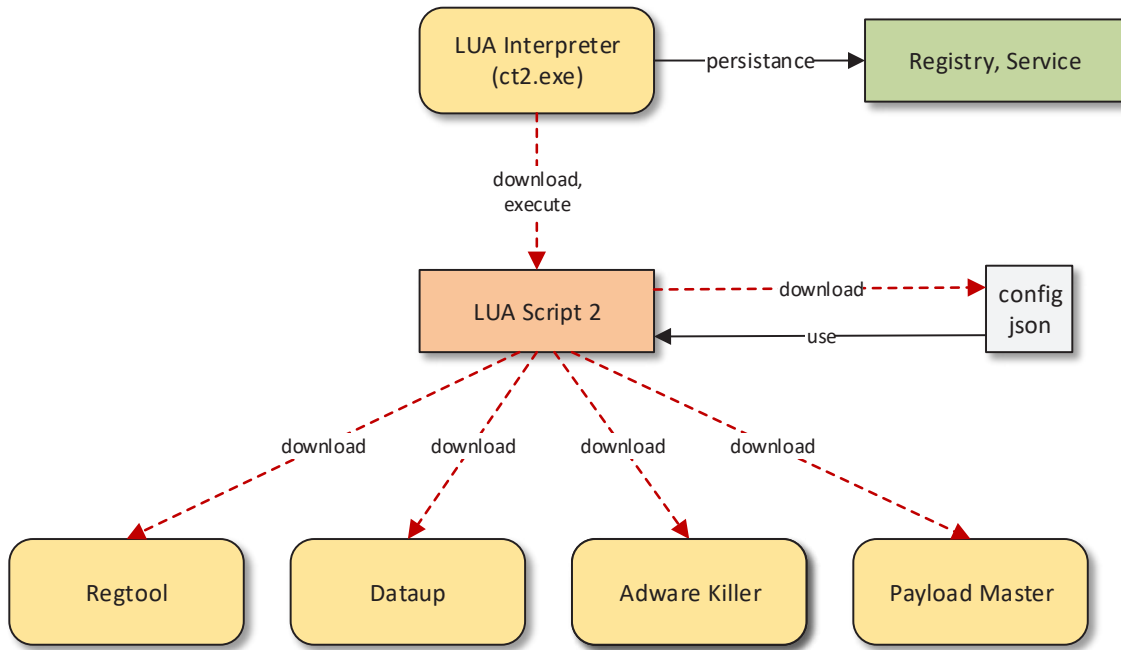 LUA Interpreter
(ct2.exe)
persistance
Registry, Service
download,
execute
LUA Script 2
download
config
json
use
download
download
download
download
Regtool
Dataup
Adware Killer
Payload Master